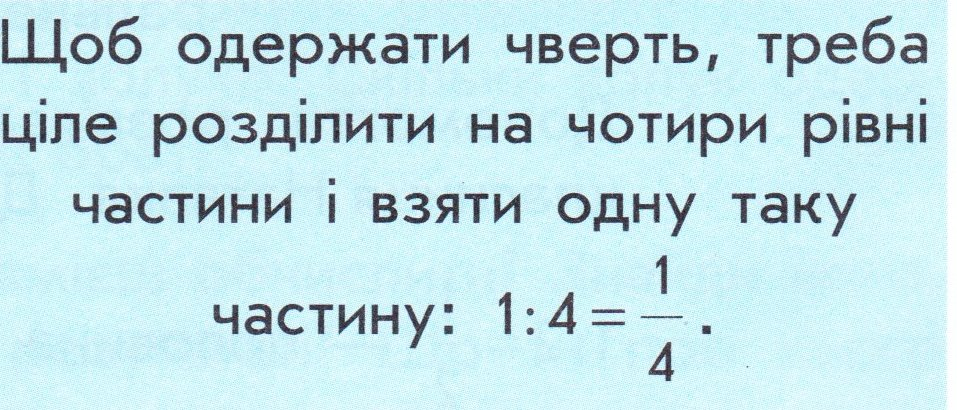 Щоб одержати чверть, треба
ціле розділити на чотири рівні
частини і взяти одну таку
частину: 1:4=1/4.